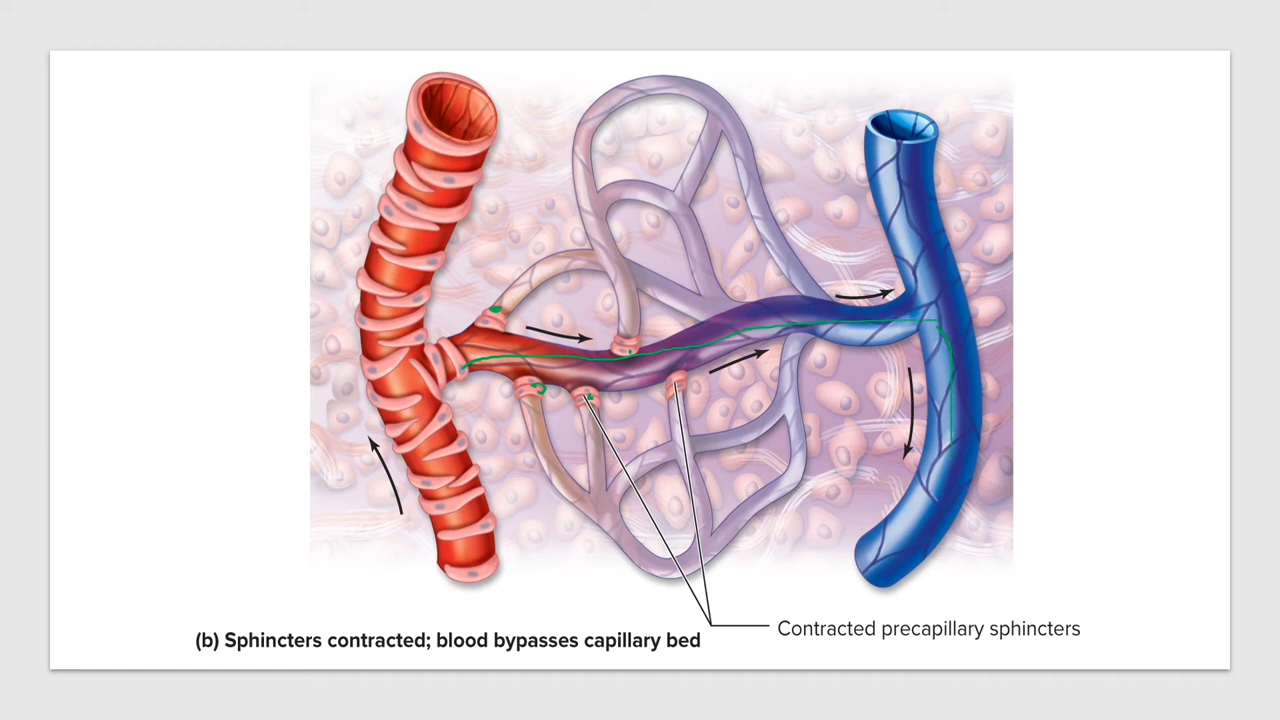 Contracted precapillary sphincters
(b) Sphincters contracted; blood bypasses capillary bed